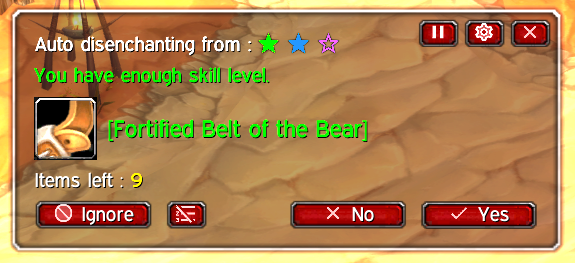 Auto disenchanting from :
You have enough skill level.
[Fortified Belt of the Bear]
Items left : 9
Ignore
No
Yes